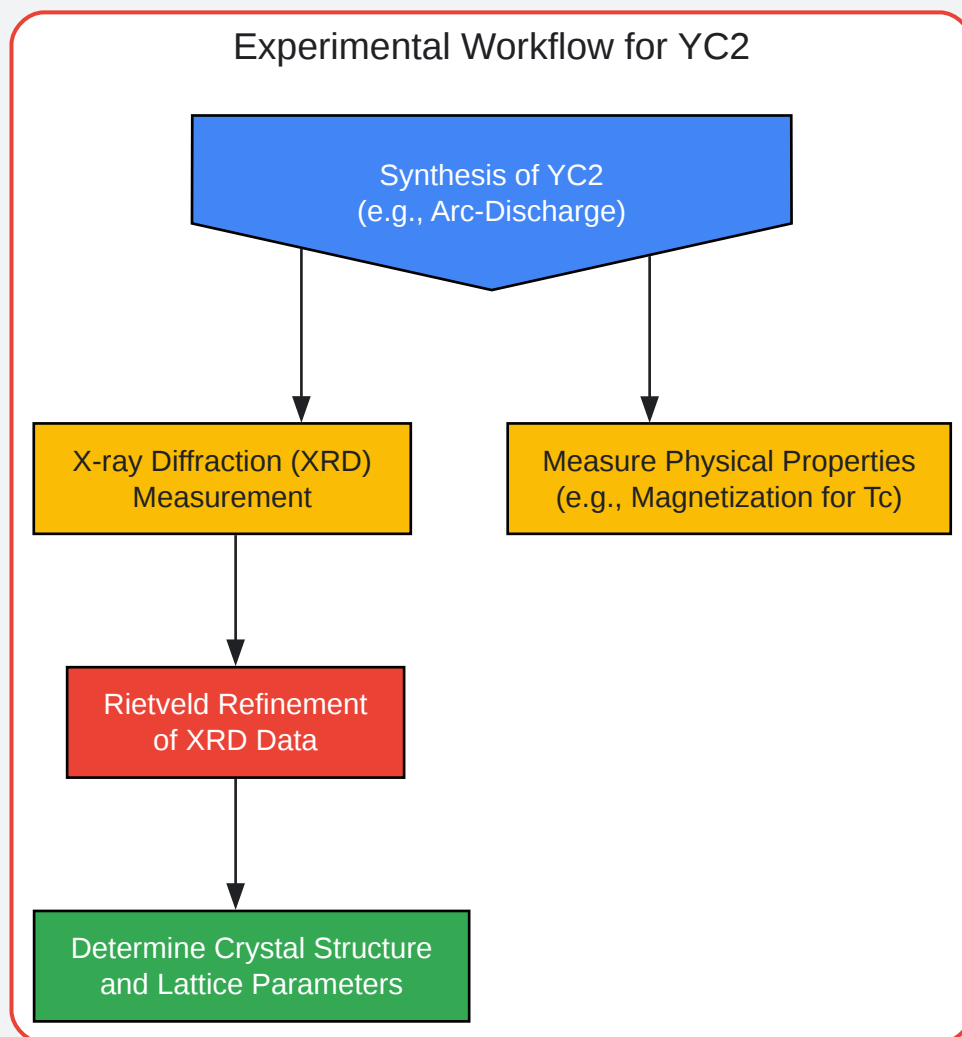 Experimental Workflow for YC2
Synthesis of YC2
(e.g., Arc-Discharge)
X-ray Diffraction (XRD)
Measurement
Measure Physical Properties
(e.g., Magnetization for Tc)
Rietveld Refinement
of XRD Data
Determine Crystal Structure
and Lattice Parameters